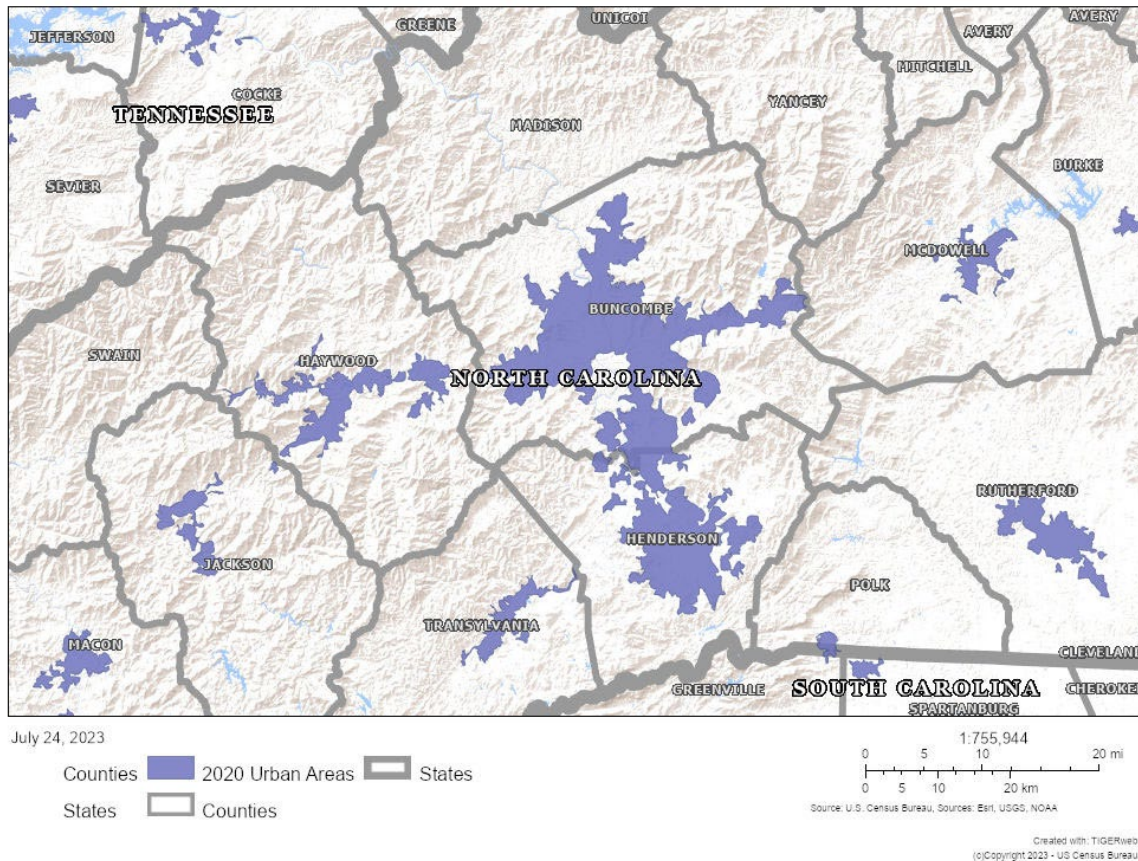 GREENE
UNICOI
AVERY
AVERY
JEFFERSON
MITCHELL
COCKE
TENNESSEE
YANCEY
MADISON
BURKE
SEVIER
MCDOWELL
BUNCOMBE
SWAIN
HAYWOOD
NORTH CAROLINA
RUTHERFORD
HENDERSON
JACKSON
POLK
TRANSYLVANIA
MACON
CLEVELAND
GREENVILLE
SOUTH CAROLINA
CHEROKEE
SPARTANBURG
July 24, 2023
1:755,944
0 5 10 20 mi
0 5 10 20 km
Counties 2020 Urban Areas States
States Counties
Source: U.S. Census Bureau, Sources: Esri, USGS, NOAA
Created with: TIGERweb
(c)Copyright 2023 - US Census Bureau